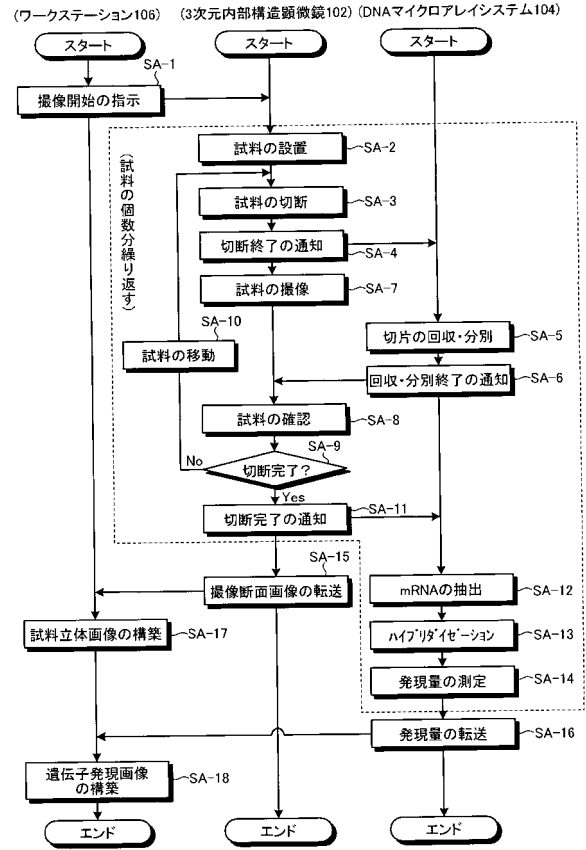 (ワークステーション106) (3次元内部構造顕微鏡102) (DNAマイクロアレイシステム104)
スタート
スタート
スタート
SA-1
撮像開始の指示
(試料の個数分繰り返す)
試料の設置
SA-2
試料の切断
SA-3
切断終了の通知
SA-4
試料の撮像
SA-7
SA-10
試料の移動
切片の回収・分別
SA-5
回収・分別終了の通知
SA-6
試料の確認
SA-8
SA-9
No
切断完了?
Yes
切断完了の通知
SA-11
SA-15
撮像断面画像の転送
mRNAの抽出
SA-12
試料立体画像の構築
SA-17
ハイブリダイゼーション
SA-13
発現量の測定
SA-14
発現量の転送
SA-16
遺伝子発現画像
の構築
SA-18
エンド
エンド
エンド